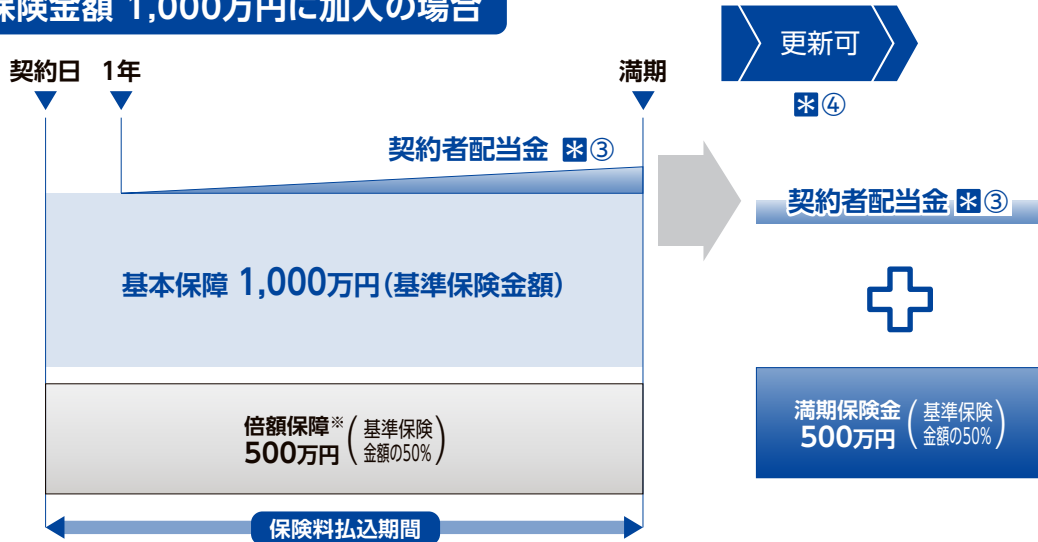 保険金額 1,000万円に加入の場合
更新可
*④
契約日 1年 満期
契約者配当金 *③
基本保障 1,000万円(基準保険金額)
倍額保障※
500万円
(基準保険
金額の50%)
保険料払込期間
契約者配当金 *③
満期保険金
500万円
(基準保険
金額の50%)